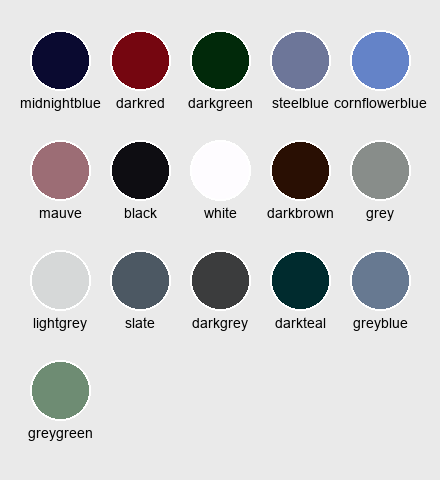 midnightblue darkred darkgreen steelblue cornflowerblue
mauve black white darkbrown grey
lightgrey slate darkgrey darkteal greyblue
greygreen